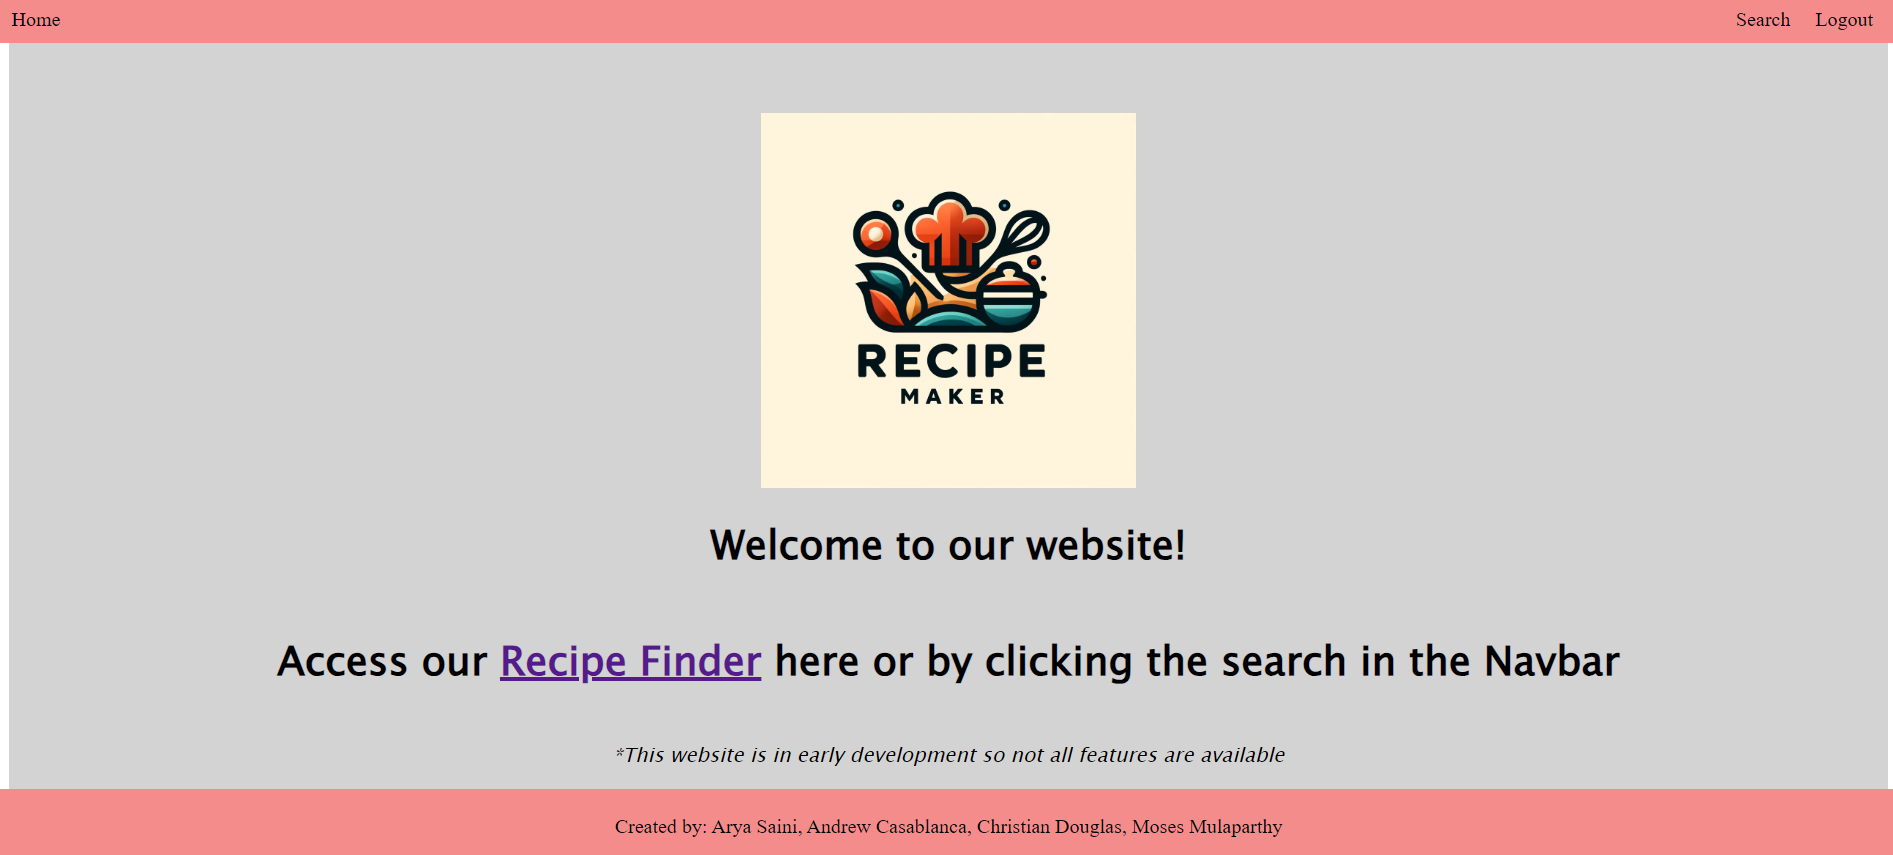 Home Search Logout
RECIPE
MAKER
Welcome to our website!
Access our Recipe Finder here or by clicking the search in the Navbar
*This website is in early development so not all features are available
Created by: Arya Saini, Andrew Casablanca, Christian Douglas, Moses Mulaparthy